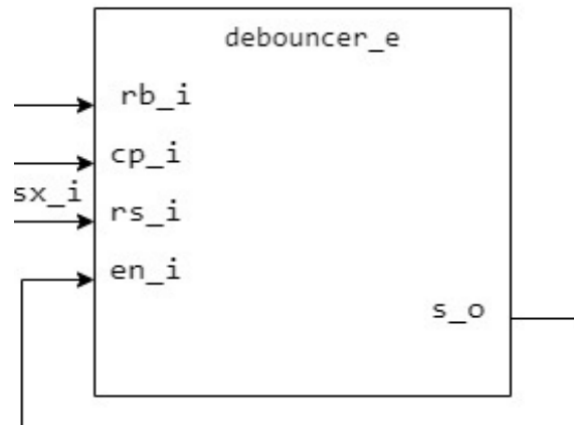 debouncer_e
rb_i
cp_i
sx_i
rs_i
en_i
s_o